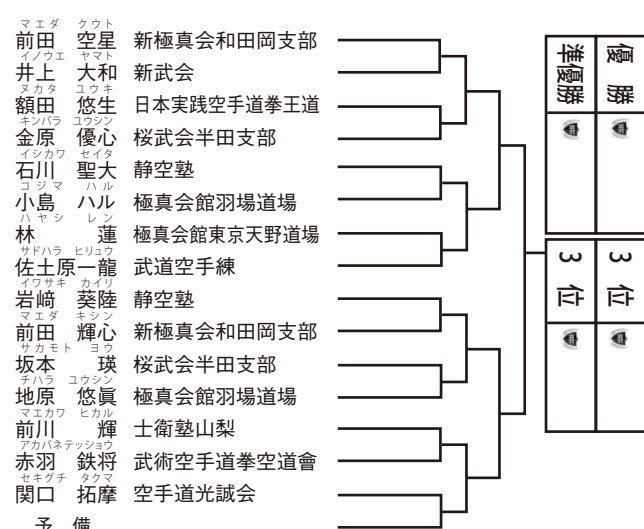 マエダ クウト
前田 空星 新極真会和田岡支部
イノウエ ヤマト
井上 大和 新武会
ヌカタ ユウキ
額田 悠生 日本実践空手道拳王道
キンバラ ユウシン
金原 優心 桜武会半田支部
イシカワ セイタ
石川 聖大 静空塾
コジマ ハル
小島 ハル 極真会館羽場道場
ハヤシ レン
林 蓮 極真会館東京天野道場
サドハラ ヒリュウ
佐土原一龍 武道空手練
イワサキ カイリ
岩﨑 葵陸 静空塾
マエダ キシン
前田 輝心 新極真会和田岡支部
サカモト ヨウ
坂本 瑛 桜武会半田支部
チハラ ユウシン
地原 悠眞 極真会館羽場道場
マエカワ ヒカル
前川 輝 士衛塾山梨
アカバネテッショウ
赤羽 鉄将 武術空手道拳空道會
セキグチ タクマ
関口 拓摩 空手道光誠会
予 備
優 勝
準優勝
3 位
3 位